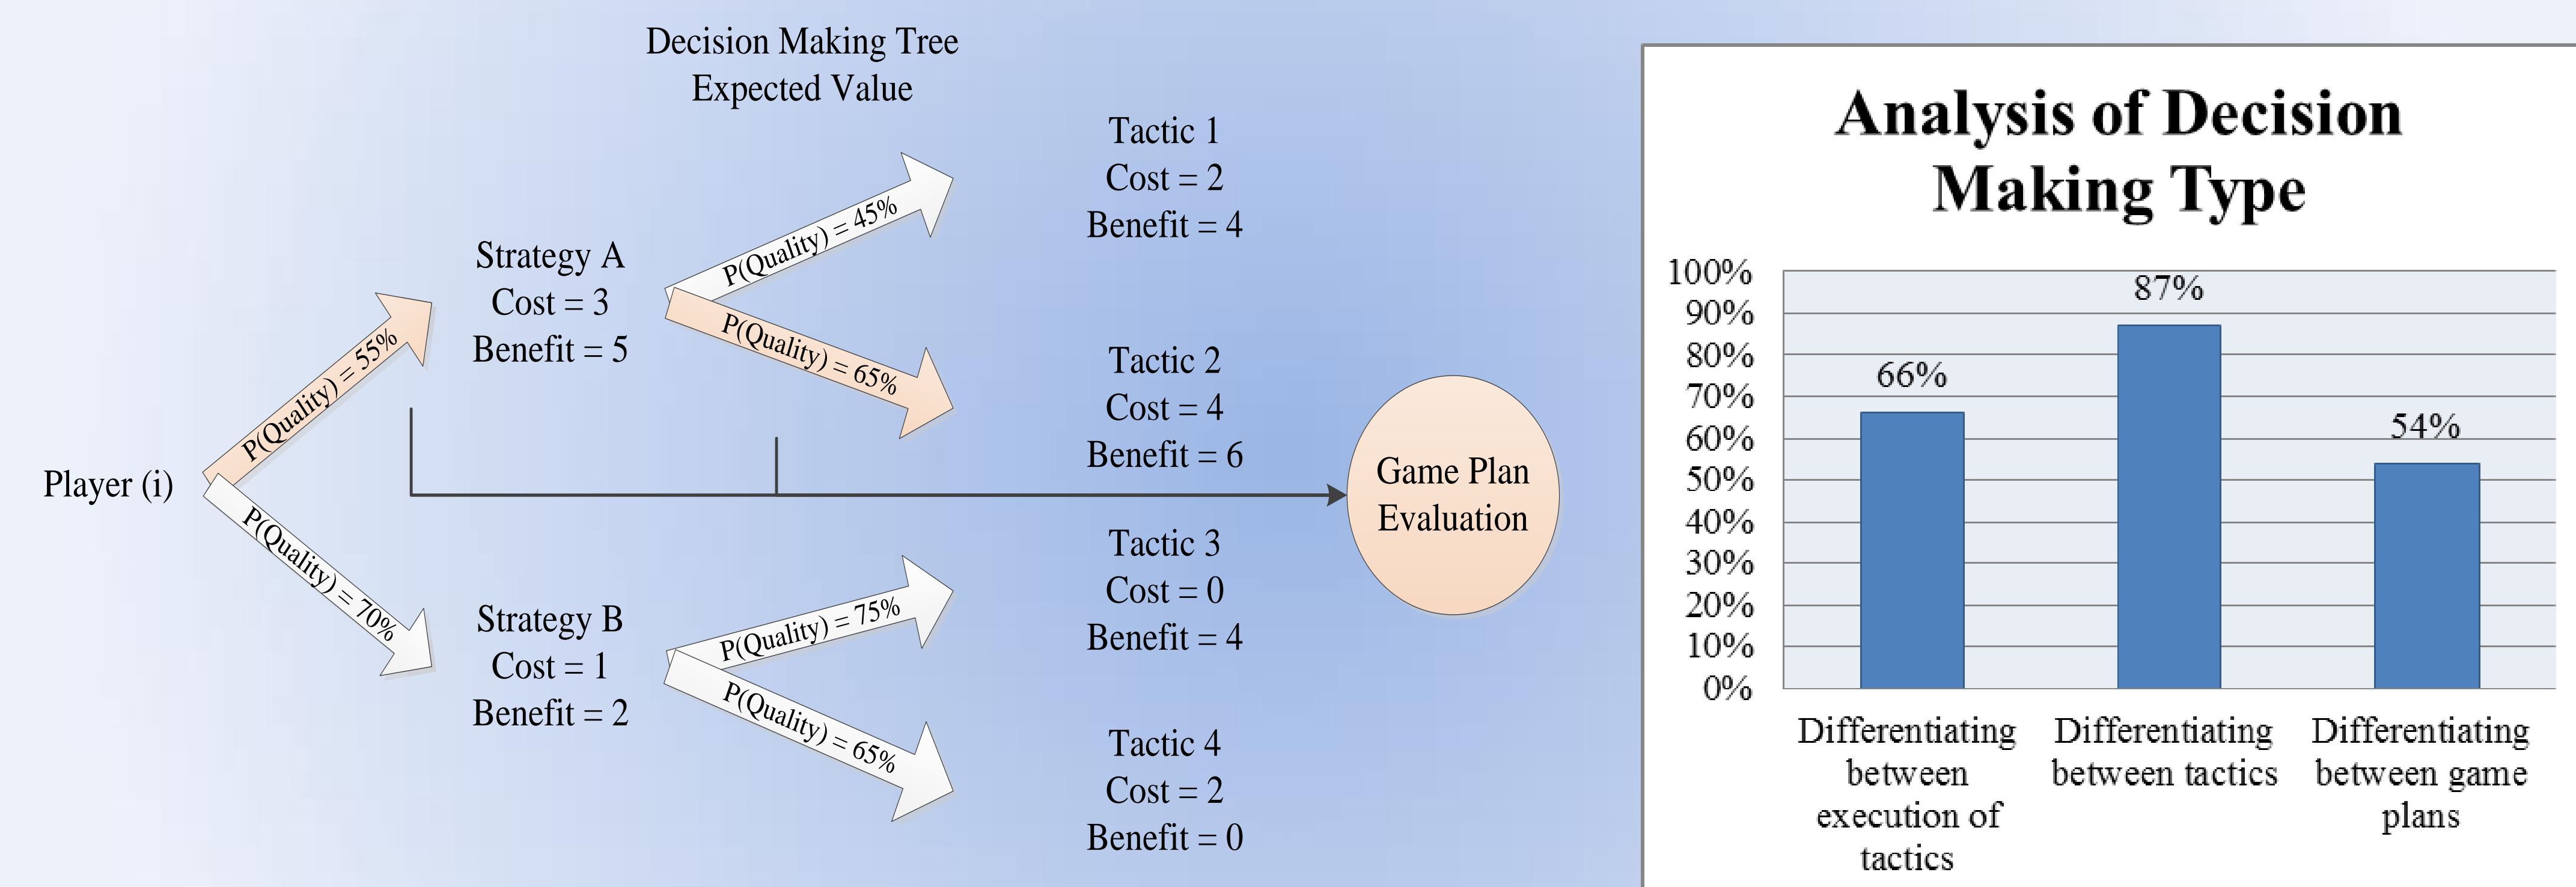 Decision Making Tree
Expected Value
Player (i)
P(Quality) = 55%
P(Quality) = 70%
Strategy A
Cost = 3
Benefit = 5
Strategy B
Cost = 1
Benefit = 2
P(Quality) = 45%
P(Quality) = 65%
P(Quality) = 75%
P(Quality) = 65%
Tactic 1
Cost = 2
Benefit = 4
Tactic 2
Cost = 4
Benefit = 6
Tactic 3
Cost = 0
Benefit = 4
Tactic 4
Cost = 2
Benefit = 0
Game Plan
Evaluation
Analysis of Decision
Making Type
100%
90%
80%
70%
60%
50%
40%
30%
20%
10%
0%
66%
87%
54%
Differentiating
between
execution of
tactics
Differentiating
between tactics
Differentiating
between game
plans